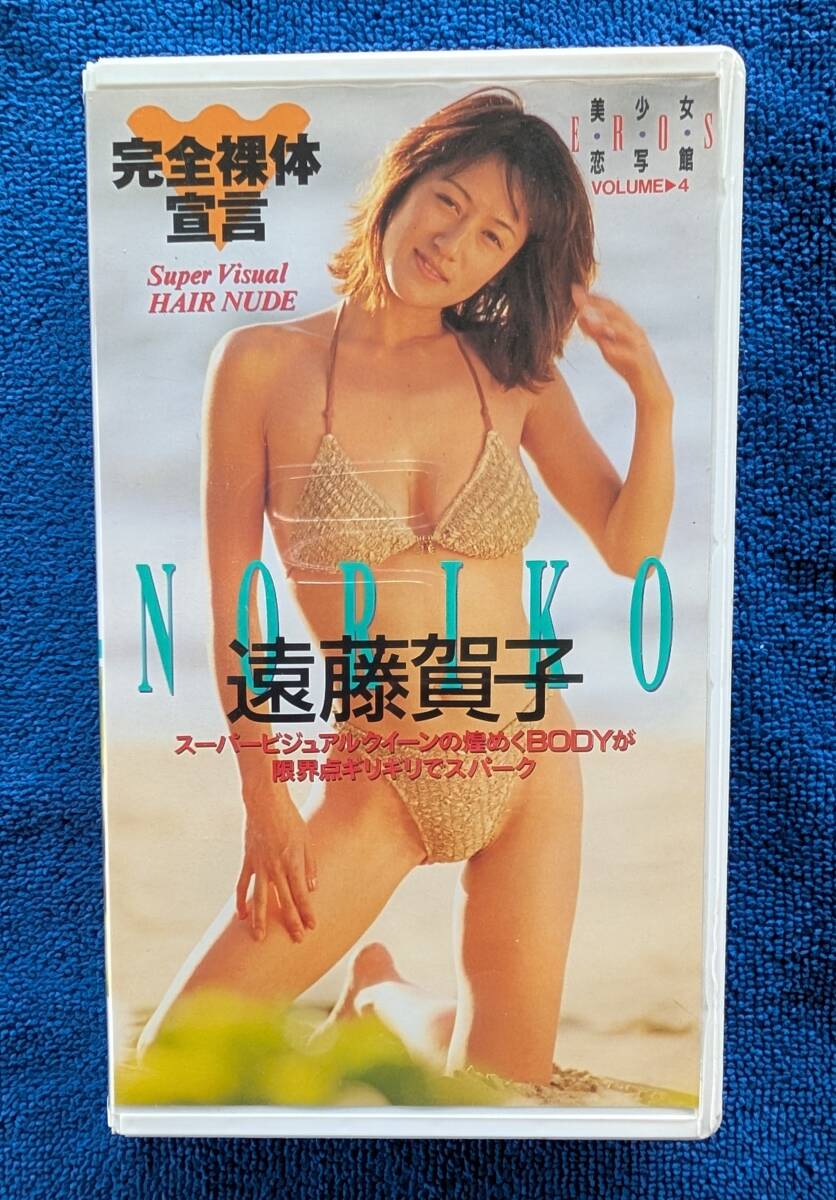 完全裸体
宣言
Super Visual
HAIR NUDE
美少女
E・R・O・S
恋写館
VOLUME▶4
NORIKO
遠藤賀子
スーパービジュアルクイーンの煌めくBODYが
限界点ギリギリでスパーク